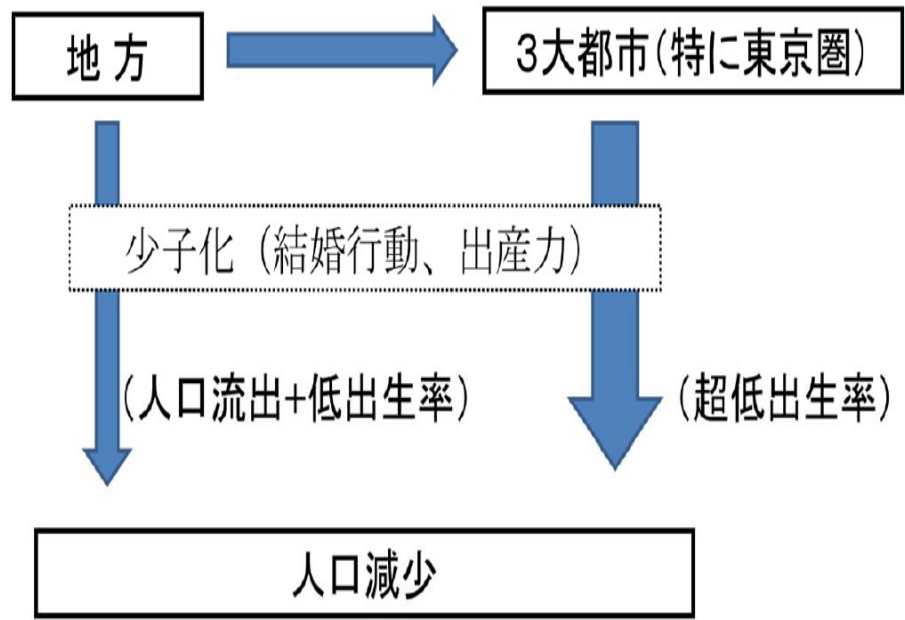 地方
３大都市（特に東京圏）
少子化（結婚行動、出産力）
（人口流出+低出生率）
（超低出生率）
人口減少